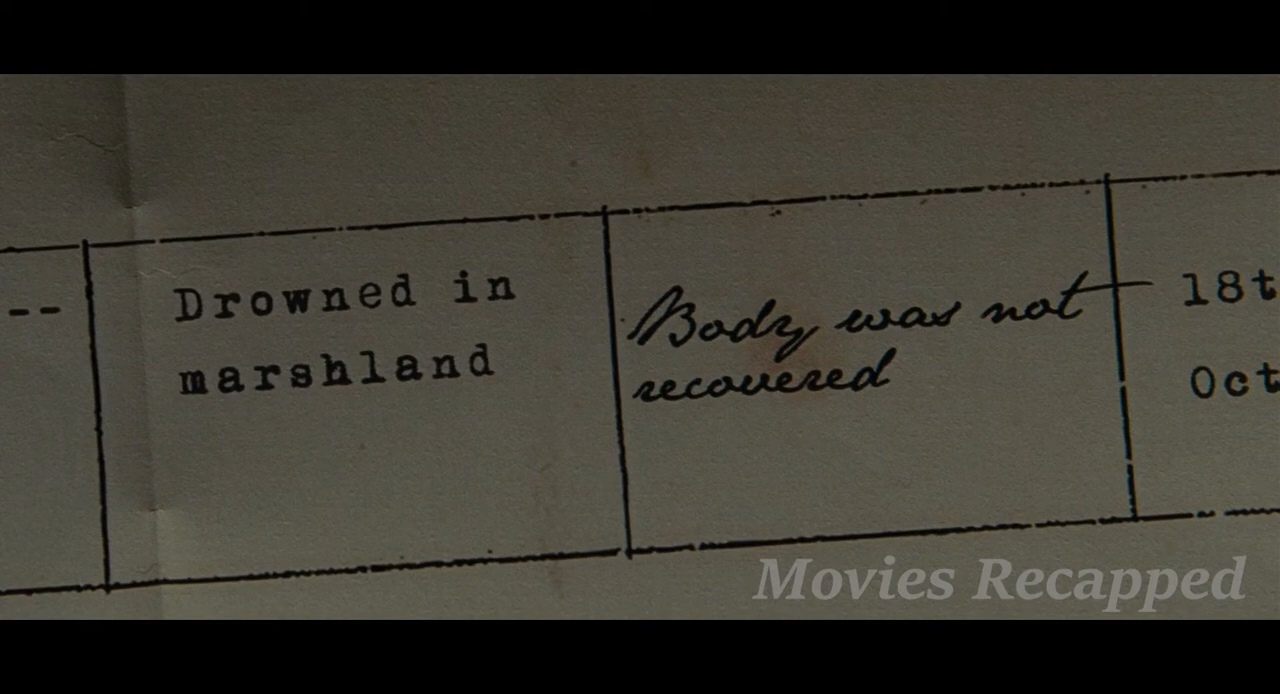 --
Drowned in
marshland
Body was not
recovered
18t
Oct
Movies Recapped